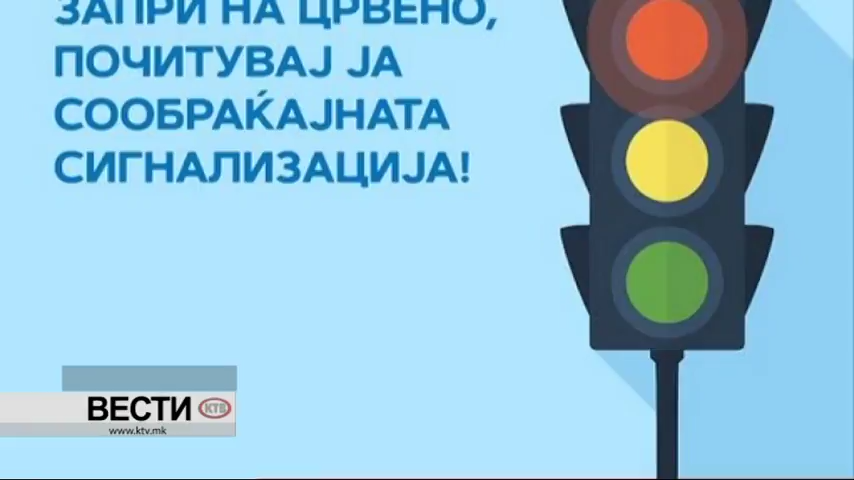 ЗАПРИ НА ЦРВЕНО,
ПОЧИТУВАЈ ЈА
СООБРАЌАЈНАТА
СИГНАЛИЗАЦИЈА!
ВЕСТИ КТВ
www.ktv.mk